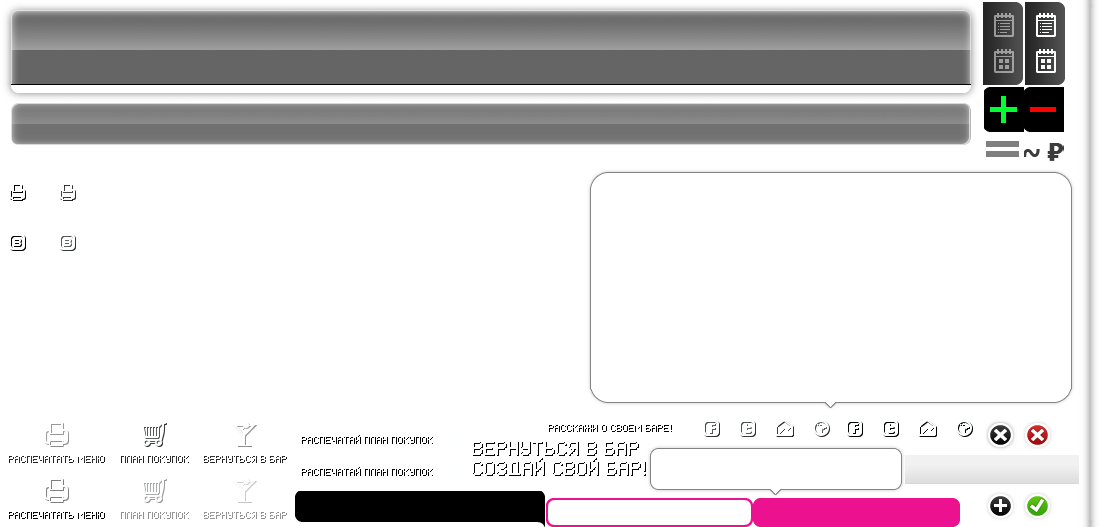 ~ ₽
РАССКАЖИ О СВОЕМ БАРЕ!
РАСПЕЧАТАЙ ПЛАН ПОКУПОК
ВЕРНУТЬСЯ В БАР
РАСПЕЧАТАТЬ МЕНЮ
ПЛАН ПОКУПОК
ВЕРНУТЬСЯ В БАР
РАСПЕЧАТАЙ ПЛАН ПОКУПОК
СОЗДАЙ СВОЙ БАР!
РАСПЕЧАТАТЬ МЕНЮ
ПЛАН ПОКУПОК
ВЕРНУТЬСЯ В БАР